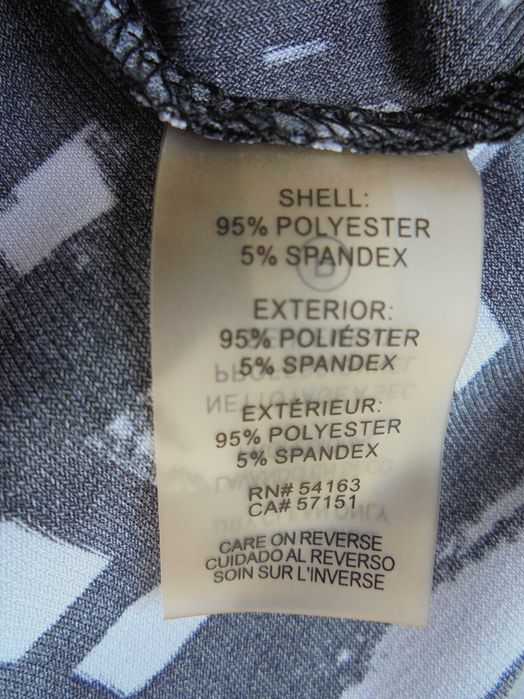 SHELL:
95% POLYESTER
5% SPANDEX
EXTERIOR:
95% POLIÉSTER
5% SPANDEX
EXTÉRIEUR:
95% POLYESTER
5% SPANDEX
RN# 54163
CA# 57151
CARE ON REVERSE
CUIDADO AL REVERSO
SOIN SUR L'INVERSE